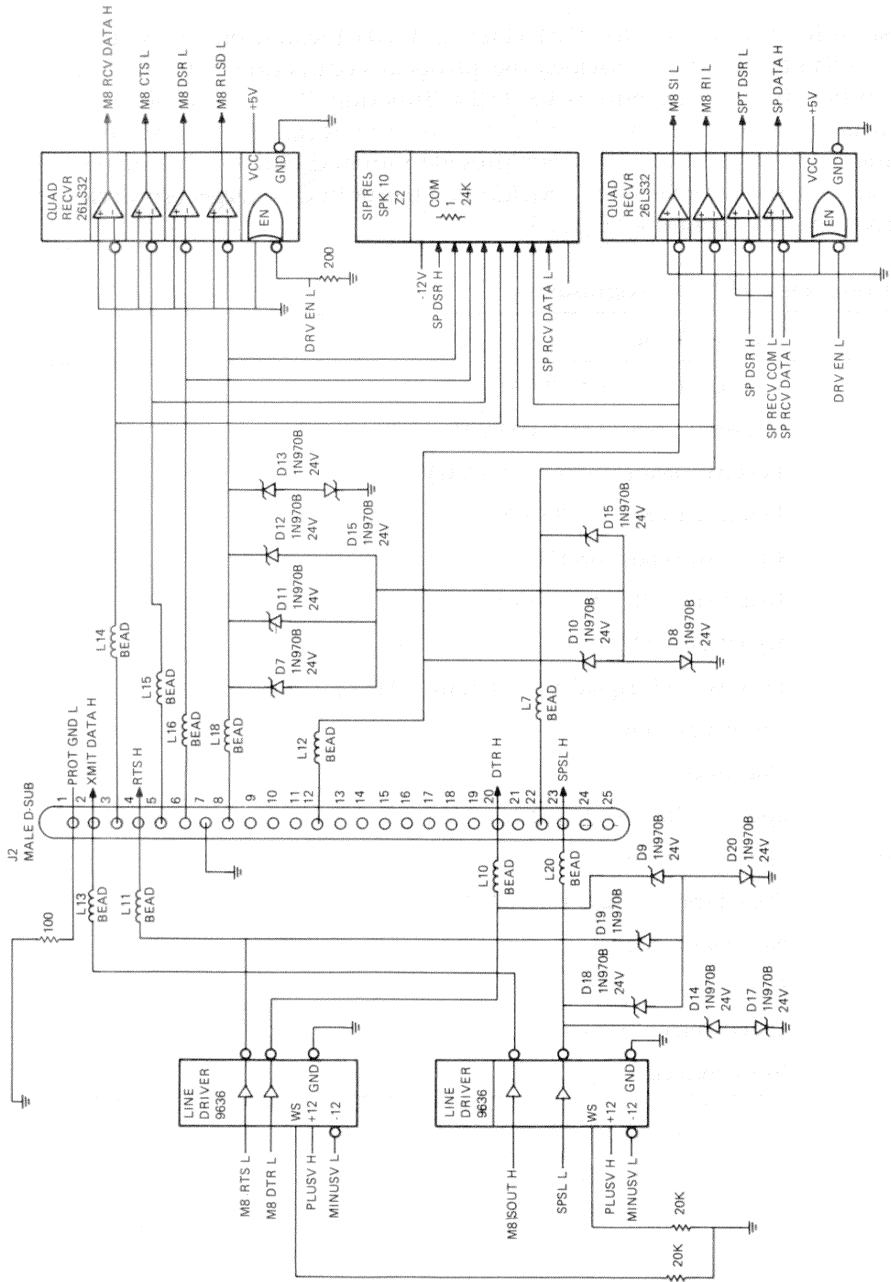 J2
MALE D-SUB
100
1
PROT GND L
2
XMIT DATA H
3
4
RTS H
5
6
7
8
9
10
11
12
13
14
15
16
17
18
19
20
DTR H
21
22
23
SPSL H
24
25
L13
BEAD
L11
BEAD
L10
BEAD
L20
BEAD
L14
BEAD
L15
BEAD
L16
BEAD
L18
BEAD
L12
BEAD
L7
BEAD
LINE
DRIVER
9636
M8 RTS L
M8 DTR L
WS
PLUSV H
+12
MINUSV L
-12
GND
LINE
DRIVER
9636
M8 SOUT H
SPSL L
WS
PLUSV H
+12
MINUSV L
-12
GND
20K
20K
D9
1N970B
24V
D20
1N970B
24V
D19
1N970B
D18
1N970B
24V
D14
1N970B
24V
D17
1N970B
24V
D7
1N970B
24V
D11
1N970B
24V
D12
1N970B
24V
D13
1N970B
24V
D15
1N970B
24V
D10
1N970B
24V
D15
1N970B
24V
D8
1N970B
24V
QUAD
RECVR
26LS32
M8 RCV DATA H
M8 CTS L
M8 DSR L
M8 RLSD L
EN
VCC
+5V
GND
DRV EN L
200
SIP RES
SPK 10
Z2
COM
1
24K
-12V
SP DSR H
SP RCV DATA L
QUAD
RECVR
26LS32
M8 SI L
M8 RI L
SPT DSR L
SP DATA H
EN
VCC
+5V
GND
SP DSR H
SP RECV COM L
SP RCV DATA L
DRV EN L